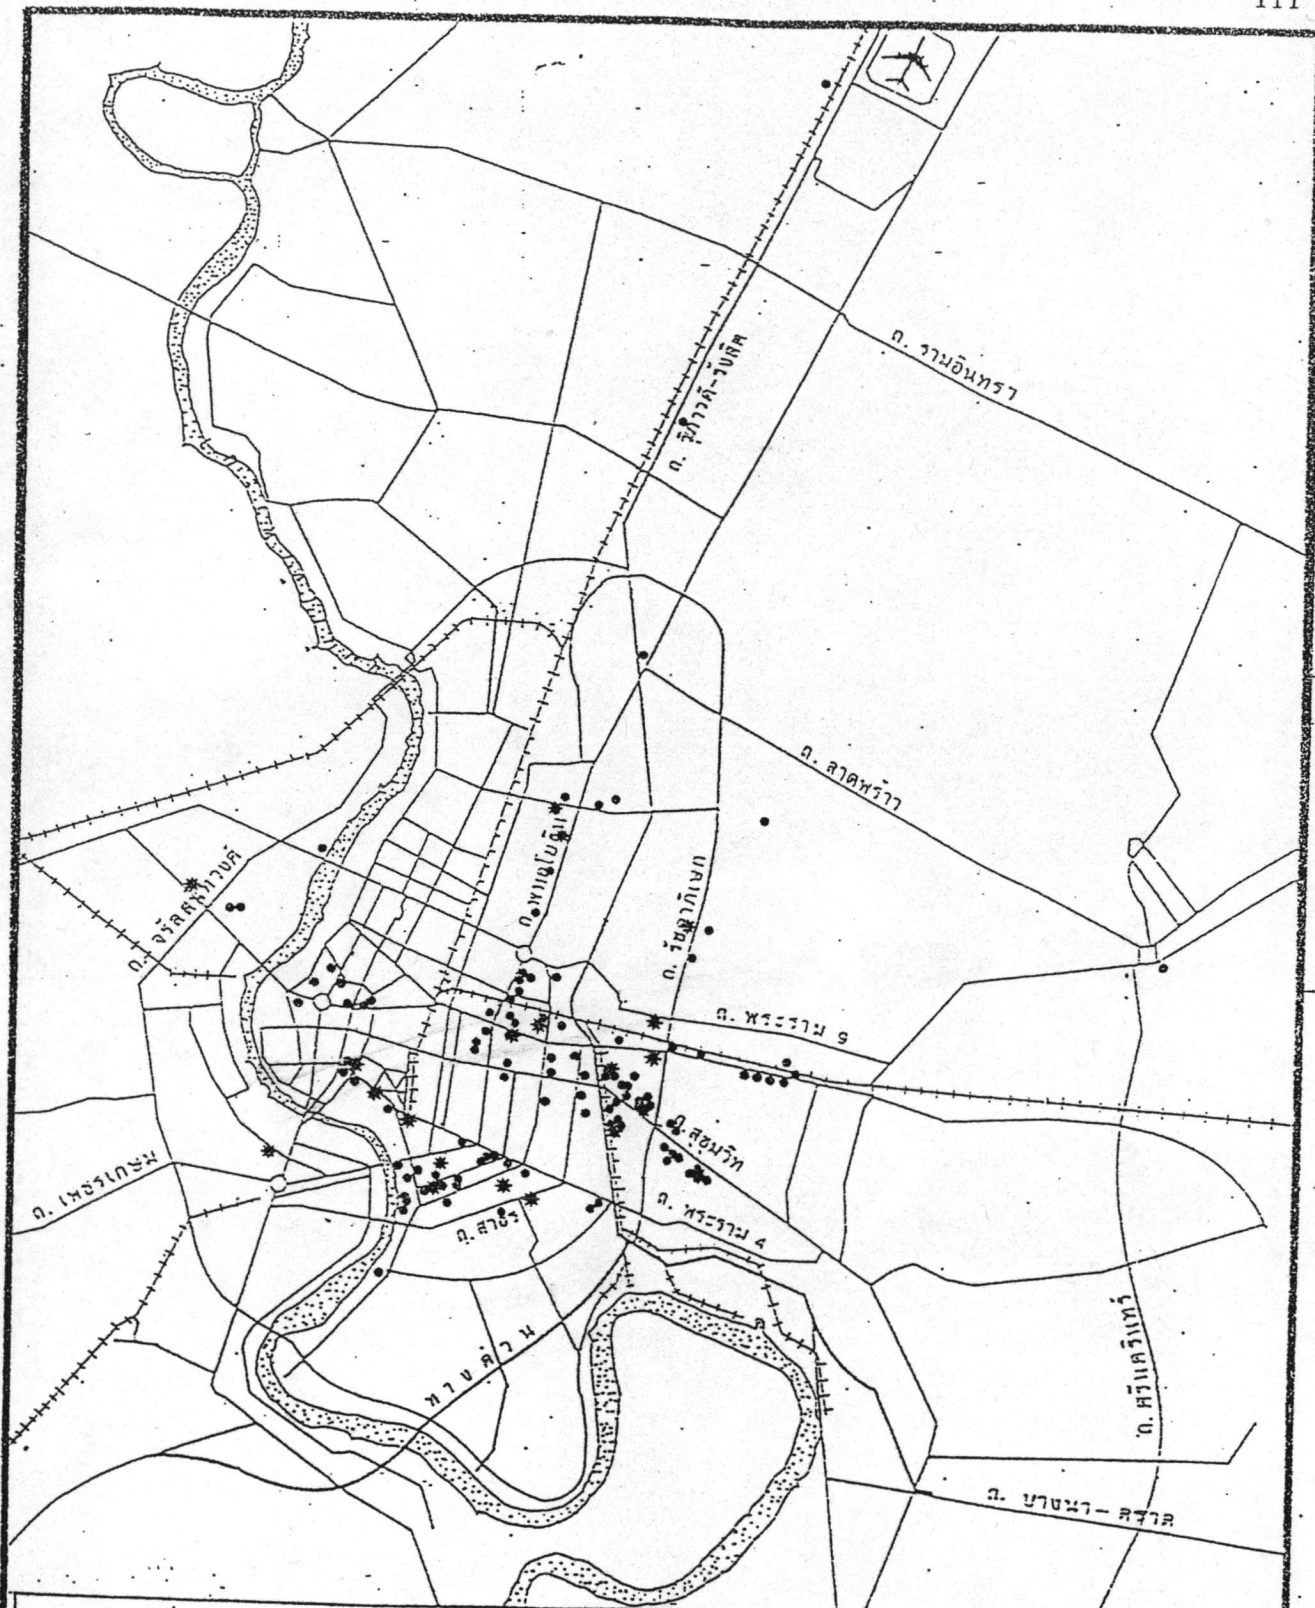 111
ถ. รามอินทรา
ถ. วิภาวดี-รังสิต
ถ. ลาดพร้าว
ถ. พหลโยธิน
ถ. จรัลสนิทวงศ์
ถ. รัชดาภิเษก
ถ. พระราม 9
ถ. สุขุมวิท
ถ. เพชรเกษม
ถ. พระราม 4
ถ. สาธร
ถ. ศรีนครินทร์
ทางด่วน
ถ. บางนา-ตราด